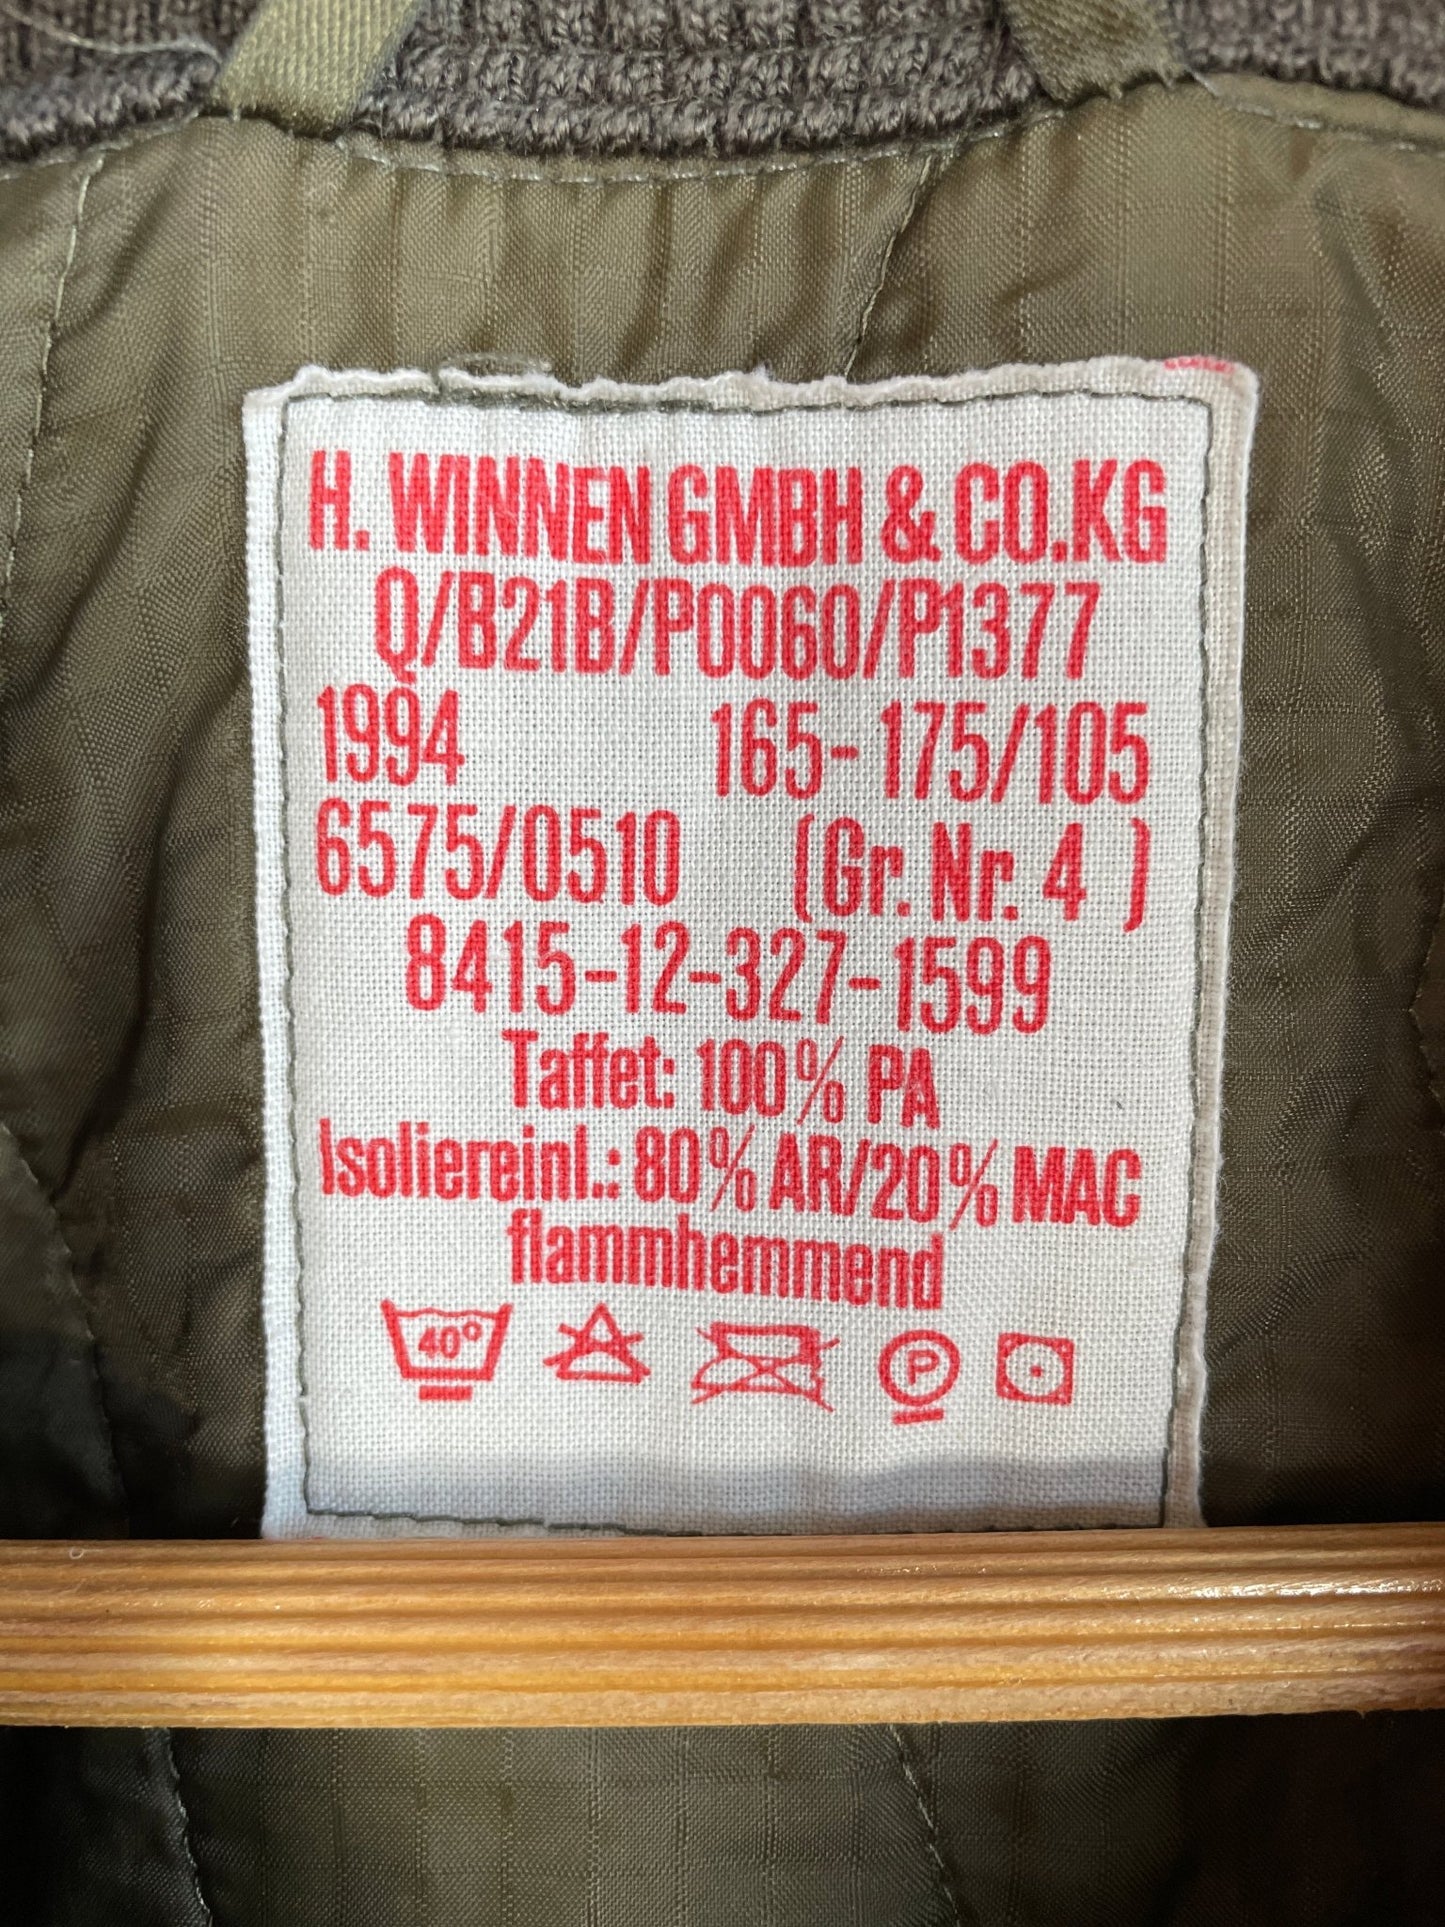 H. WINNEN GMBH & CO.KG
Q/B21B/P0060/P1377
1994 165-175/105
6575/0510 (Gr. Nr. 4 )
8415-12-327-1599
Taffet: 100% PA
Isoliereinl.: 80% AR/20% MAC
flammhemmend
40° P